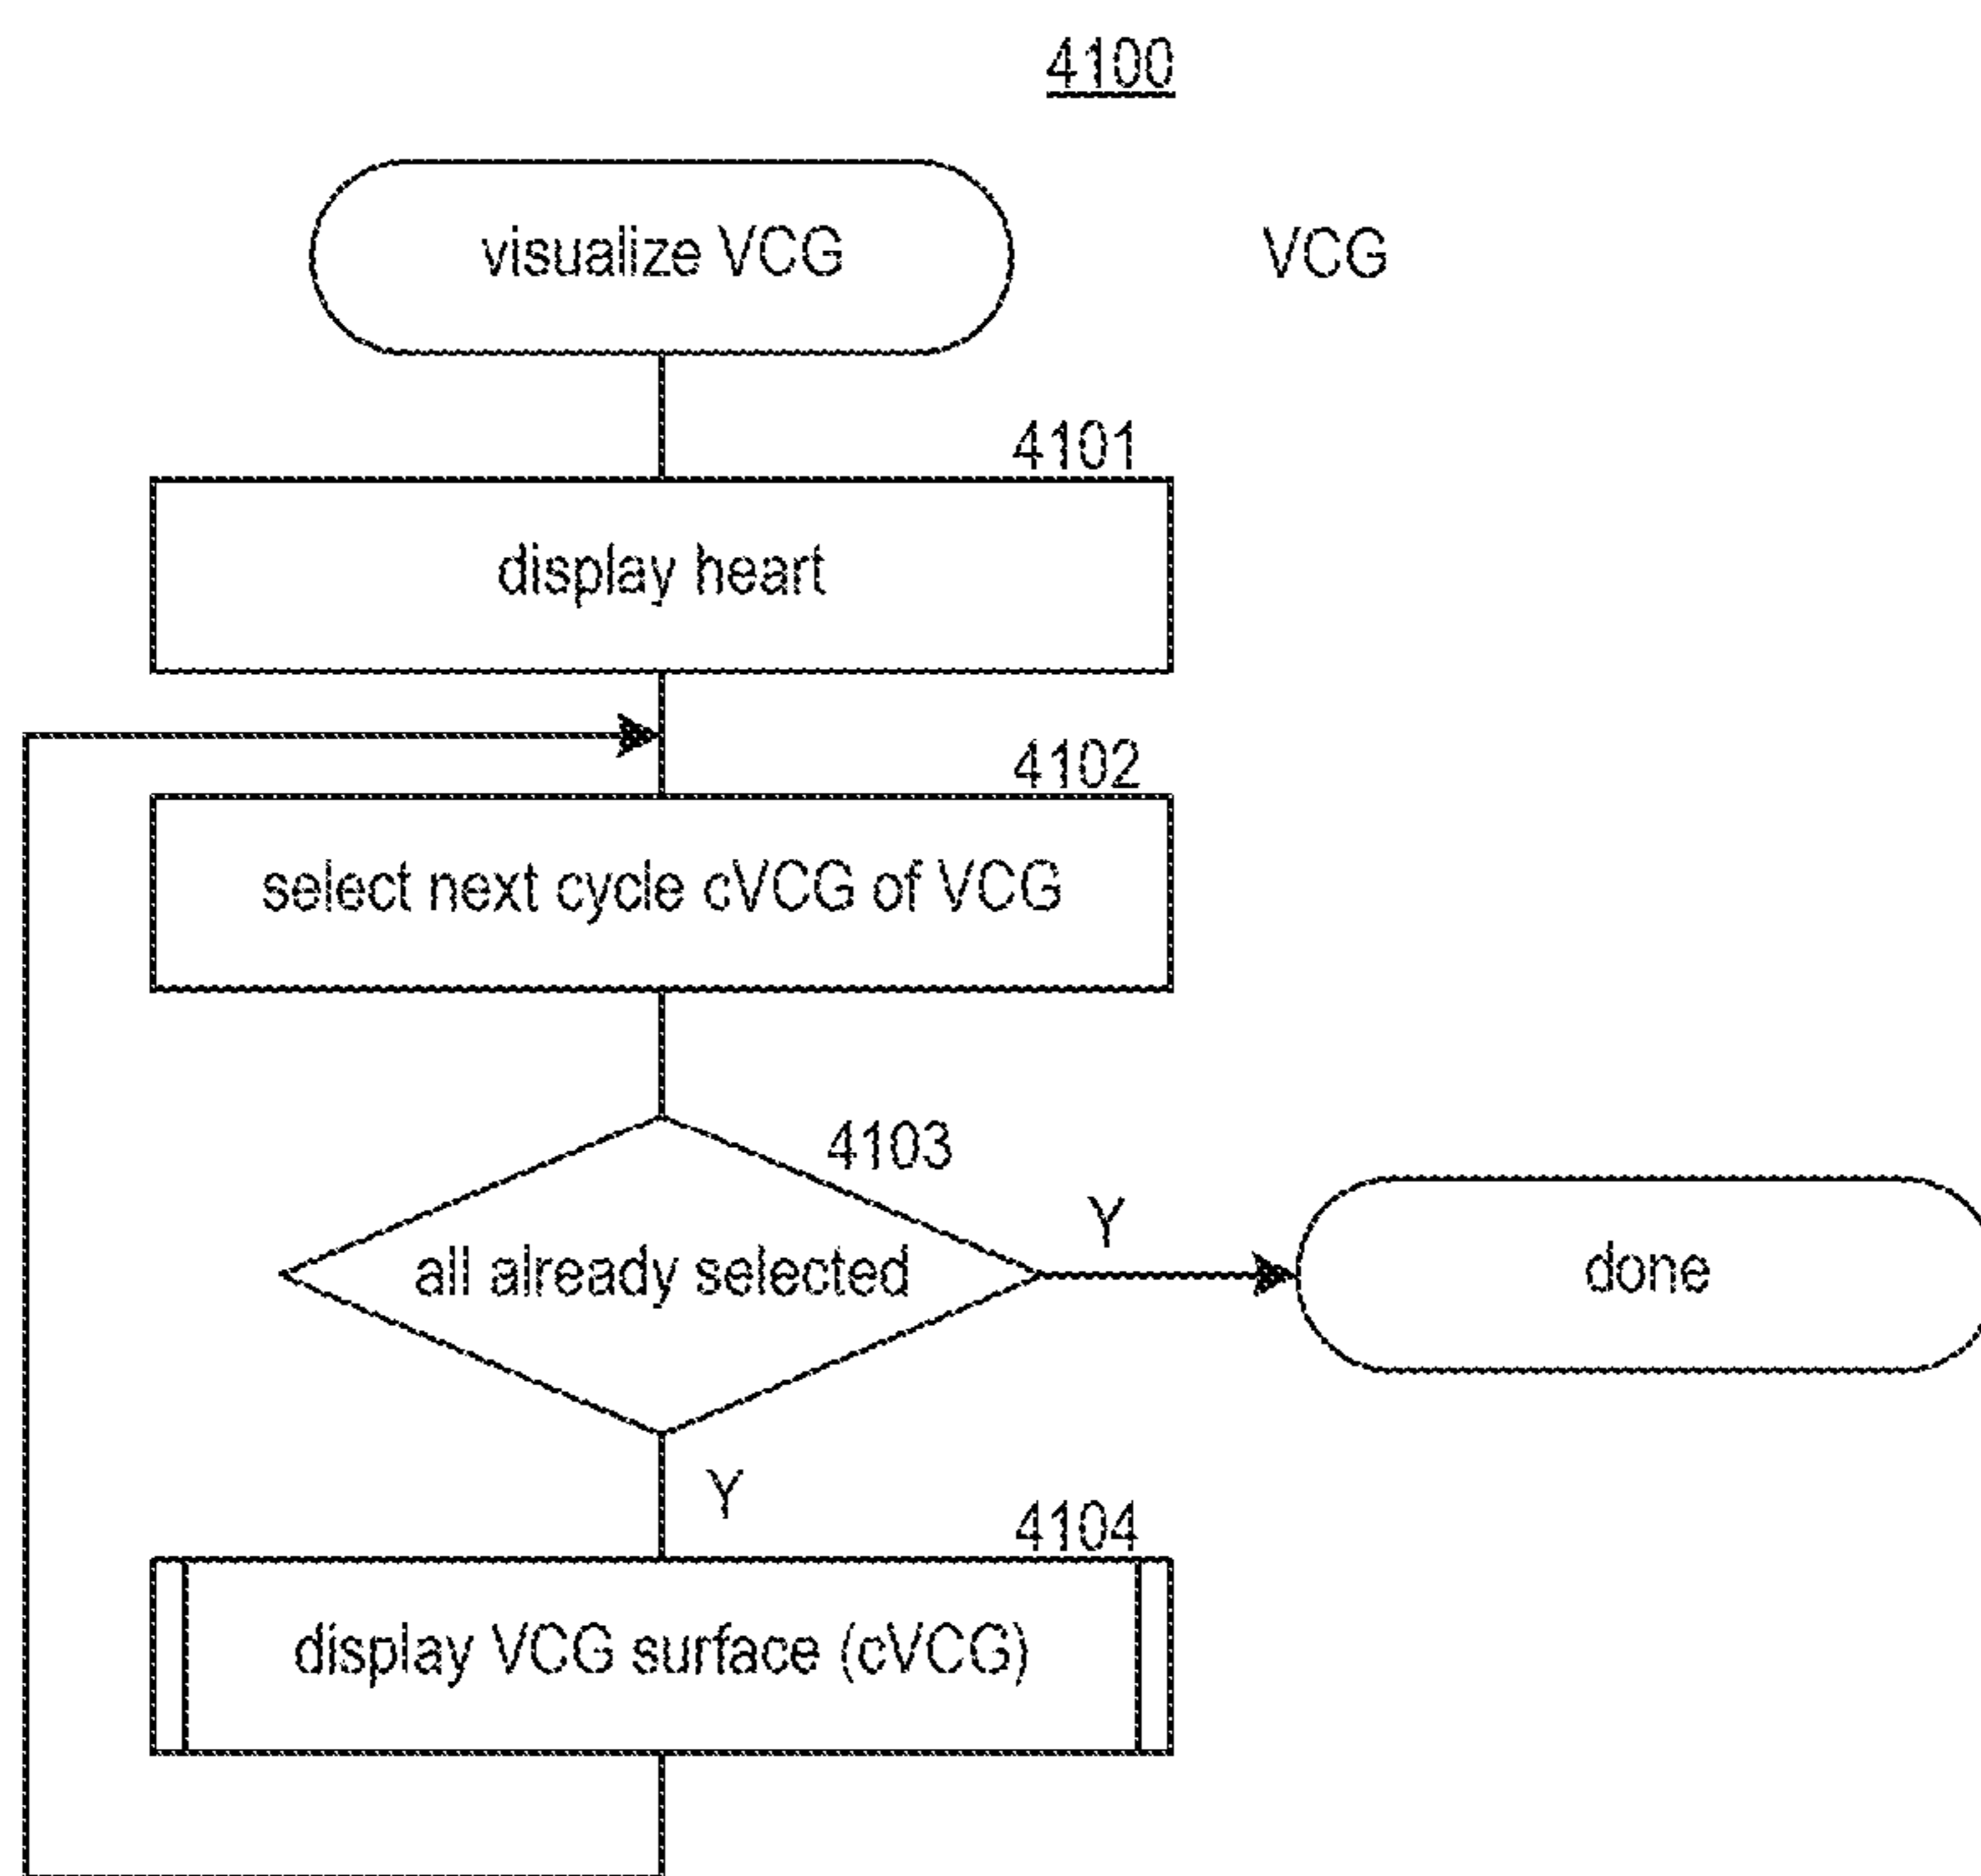 4100
visualize VCG
VCG
4101
display heart
4102
select next cycle cVCG of VCG
4103
Y
all already selected
done
Y
4104
display VCG surface (cVCG)